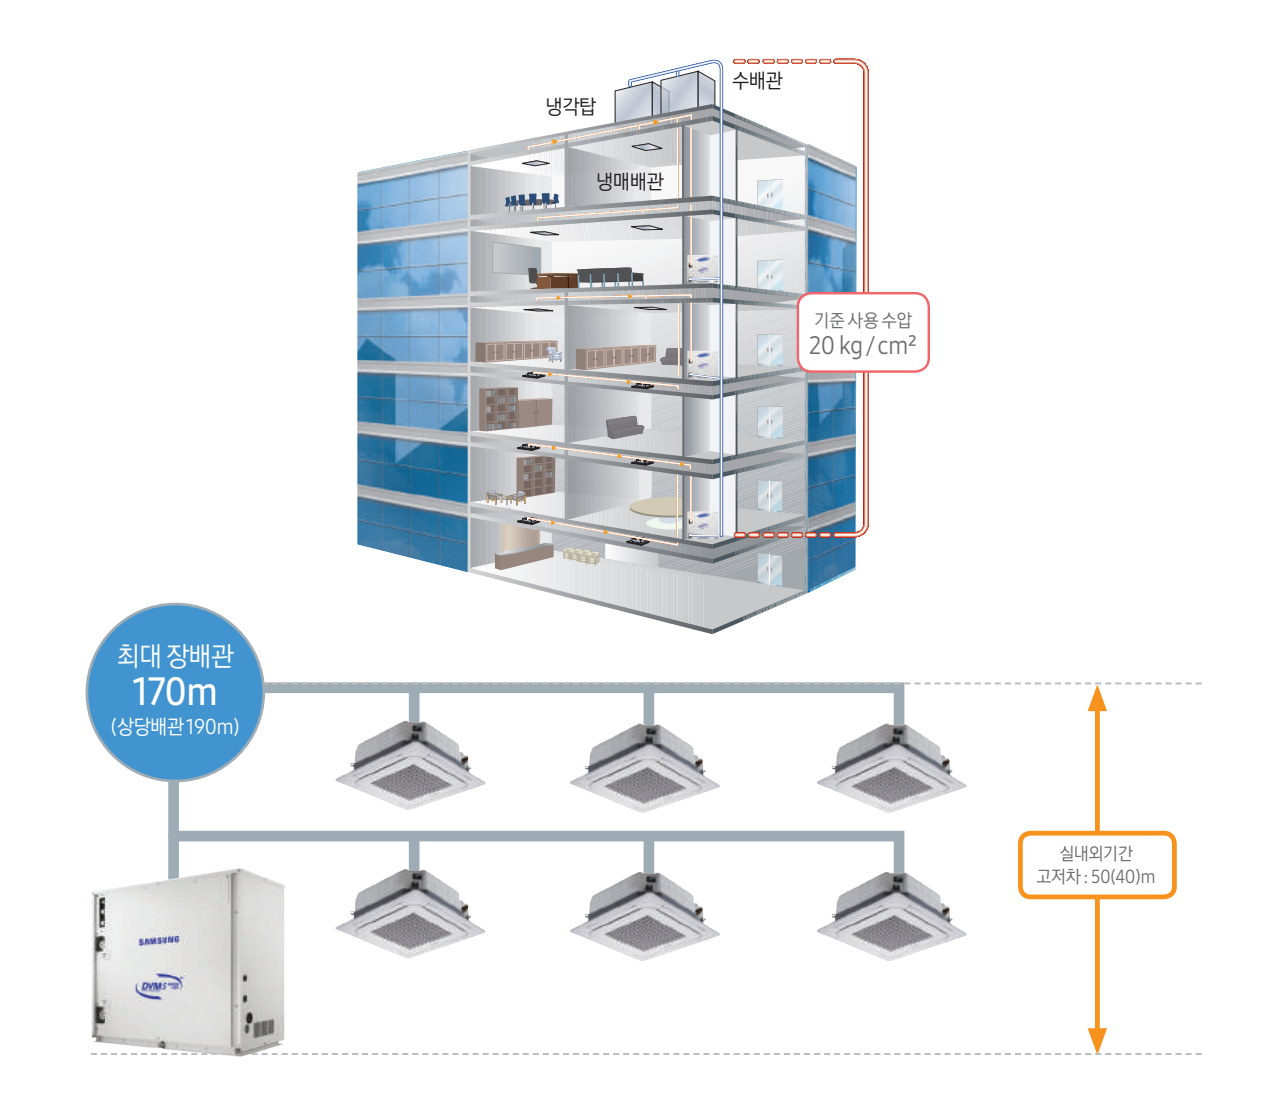 수배관
냉각탑
냉매배관
기준 사용 수압
20 kg/cm²
최대 장배관
170m
(상당배관 190m)
실내외기간
고저차 : 50(40)m
SAMSUNG
DVM S